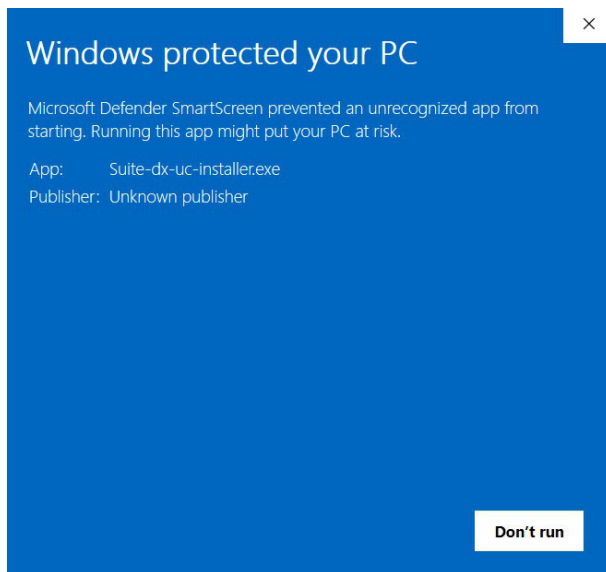 Windows protected your PC
Microsoft Defender SmartScreen prevented an unrecognized app from
starting. Running this app might put your PC at risk.
App: Suite-dx-uc-installer.exe
Publisher: Unknown publisher
Don't run